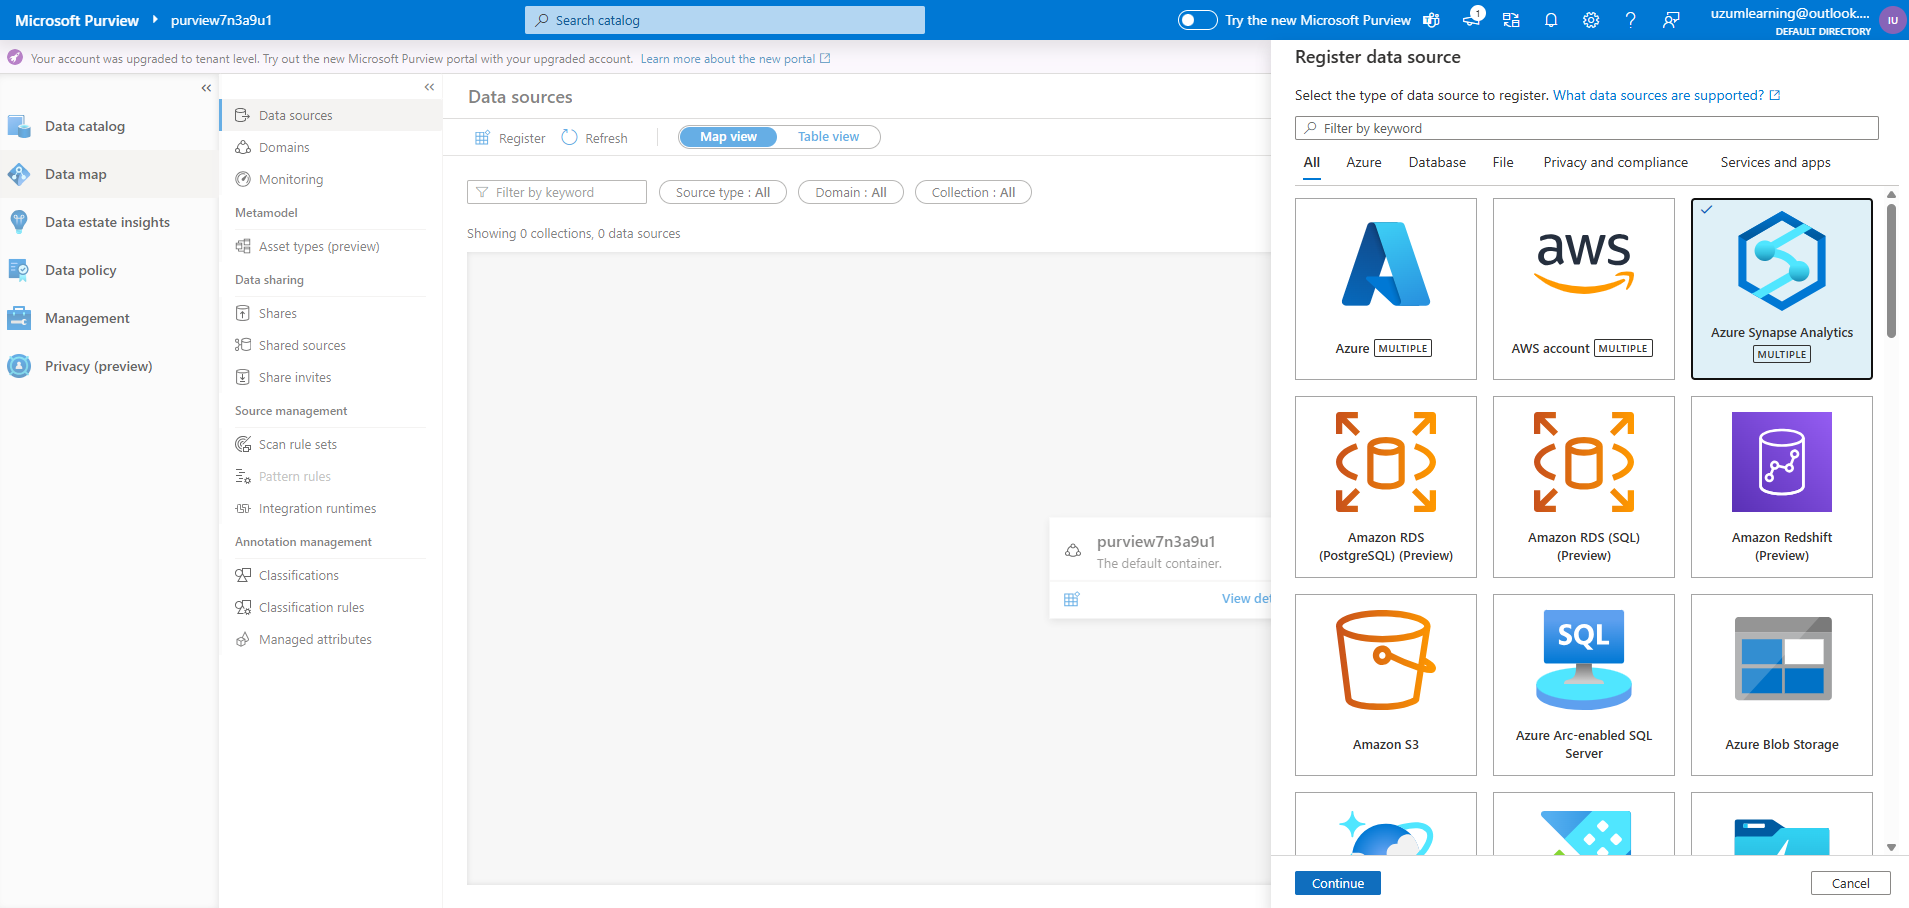 Microsoft Purview
purview7n3a9u1
Search catalog
Try the new Microsoft Purview
1
uzumlearning@outlook....
DEFAULT DIRECTORY
IU
Your account was upgraded to tenant level. Try out the new Microsoft Purview portal with your upgraded account. Learn more about the new portal
Data catalog
Data map
Data estate insights
Data policy
Management
Privacy (preview)
Data sources
Domains
Monitoring
Metamodel
Asset types (preview)
Data sharing
Shares
Shared sources
Share invites
Source management
Scan rule sets
Pattern rules
Integration runtimes
Annotation management
Classifications
Classification rules
Managed attributes
Data sources
Register
Refresh
Map view
Table view
Filter by keyword
Source type : All
Domain : All
Collection : All
Showing 0 collections, 0 data sources
purview7n3a9u1
The default container.
View det
Register data source
Select the type of data source to register. What data sources are supported?
Filter by keyword
All
Azure
Database
File
Privacy and compliance
Services and apps
Azure MULTIPLE
aws
AWS account MULTIPLE
Azure Synapse Analytics
MULTIPLE
Amazon RDS
(PostgreSQL) (Preview)
Amazon RDS (SQL)
(Preview)
Amazon Redshift
(Preview)
Amazon S3
SQL
Azure Arc-enabled SQL
Server
Azure Blob Storage
Continue
Cancel